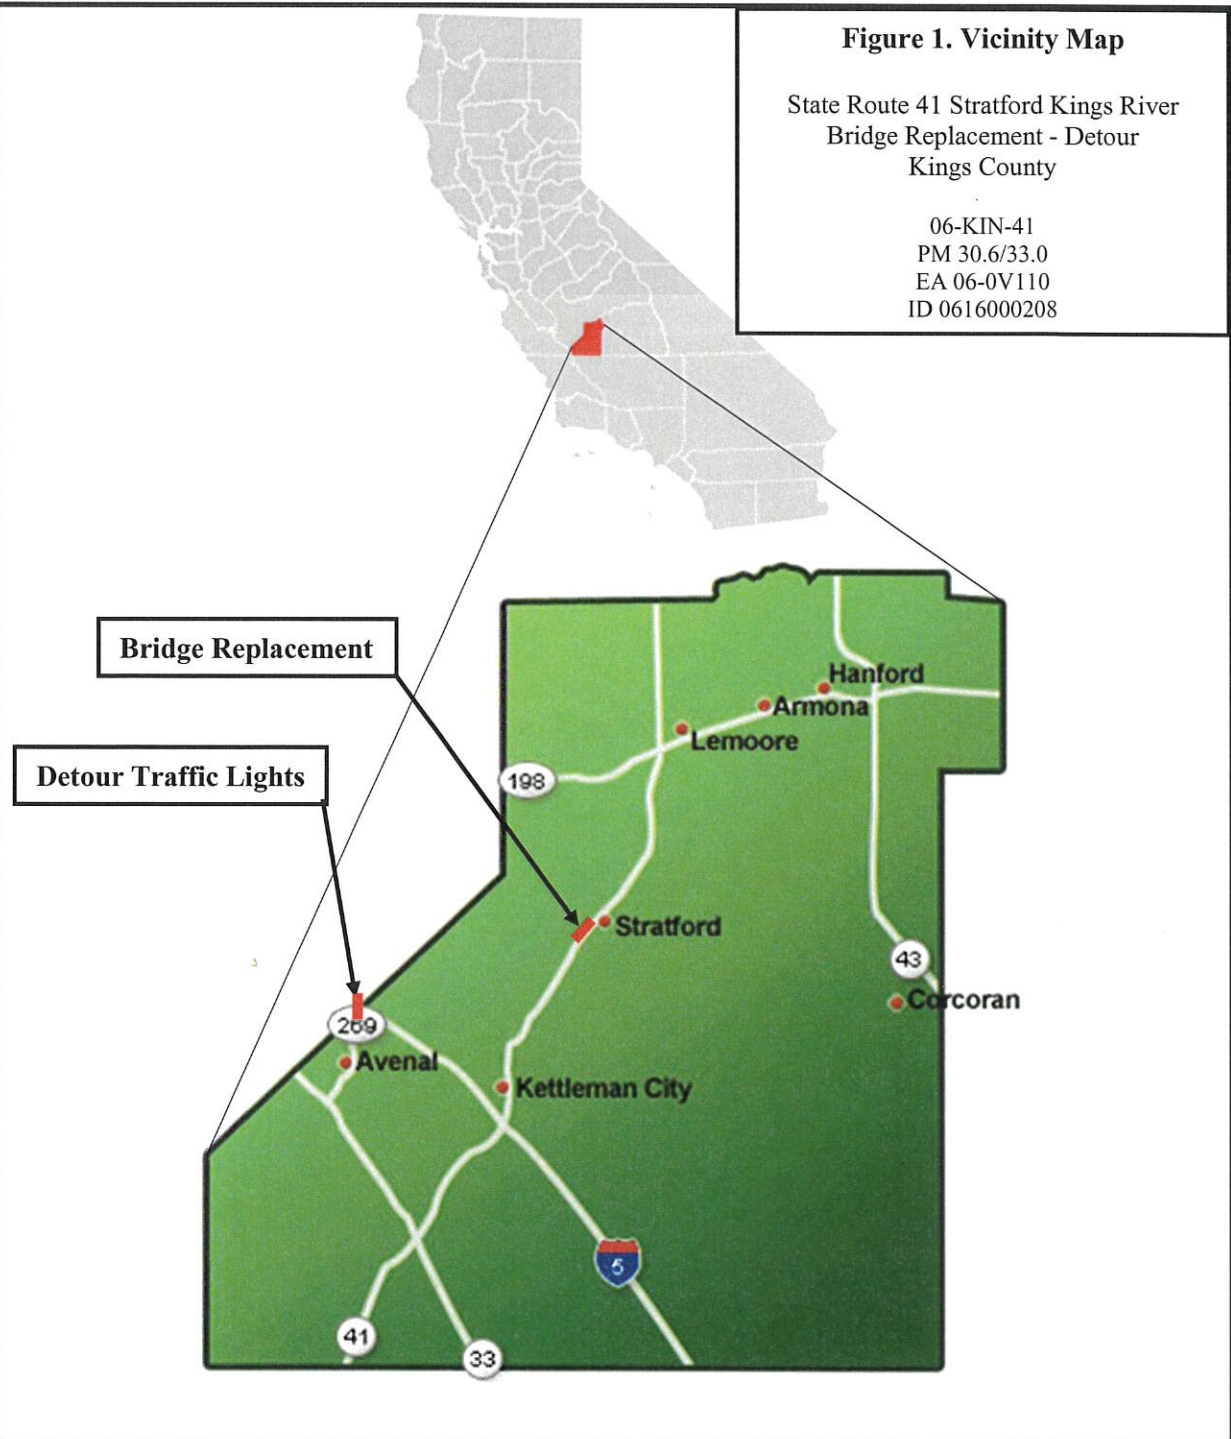 Figure 1. Vicinity Map
State Route 41 Stratford Kings River
Bridge Replacement - Detour
Kings County
06-KIN-41
PM 30.6/33.0
EA 06-0V110
ID 0616000208
Bridge Replacement
Detour Traffic Lights
Hanford
Armona
Lemoore
198
Stratford
43
Corcoran
269
Avenal
Kettleman City
5
41
33